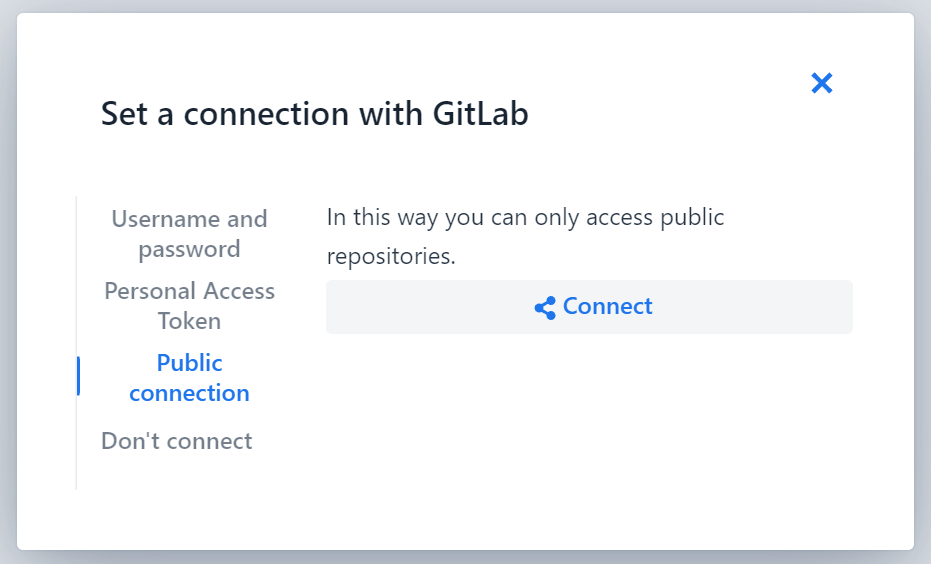 Set a connection with GitLab
Username and
password
Personal Access
Token
Public
connection
Don't connect
In this way you can only access public
repositories.
Connect